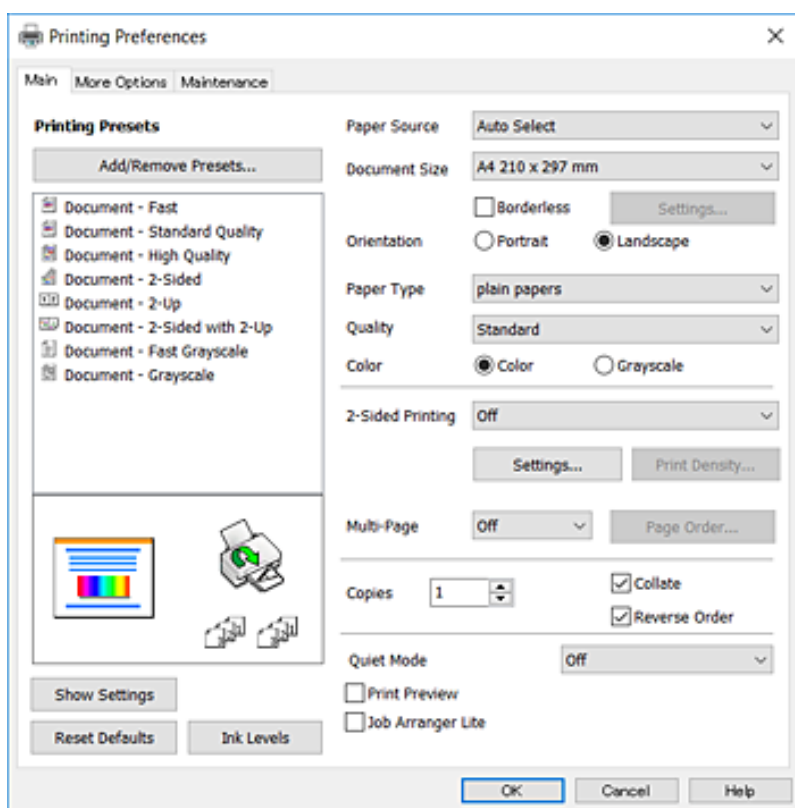 Printing Preferences
Main More Options Maintenance
Printing Presets
Add/Remove Presets...
Document - Fast
Document - Standard Quality
Document - High Quality
Document - 2-Sided
Document - 2-Up
Document - 2-Sided with 2-Up
Document - Fast Grayscale
Document - Grayscale
Show Settings
Reset Defaults Ink Levels
Paper Source Auto Select
Document Size A4 210 x 297 mm
Borderless Settings...
Orientation Portrait Landscape
Paper Type plain papers
Quality Standard
Color Color Grayscale
2-Sided Printing Off
Settings... Print Density...
Multi-Page Off Page Order...
Copies 1 Collate
Reverse Order
Quiet Mode Off
Print Preview
Job Arranger Lite
OK Cancel Help